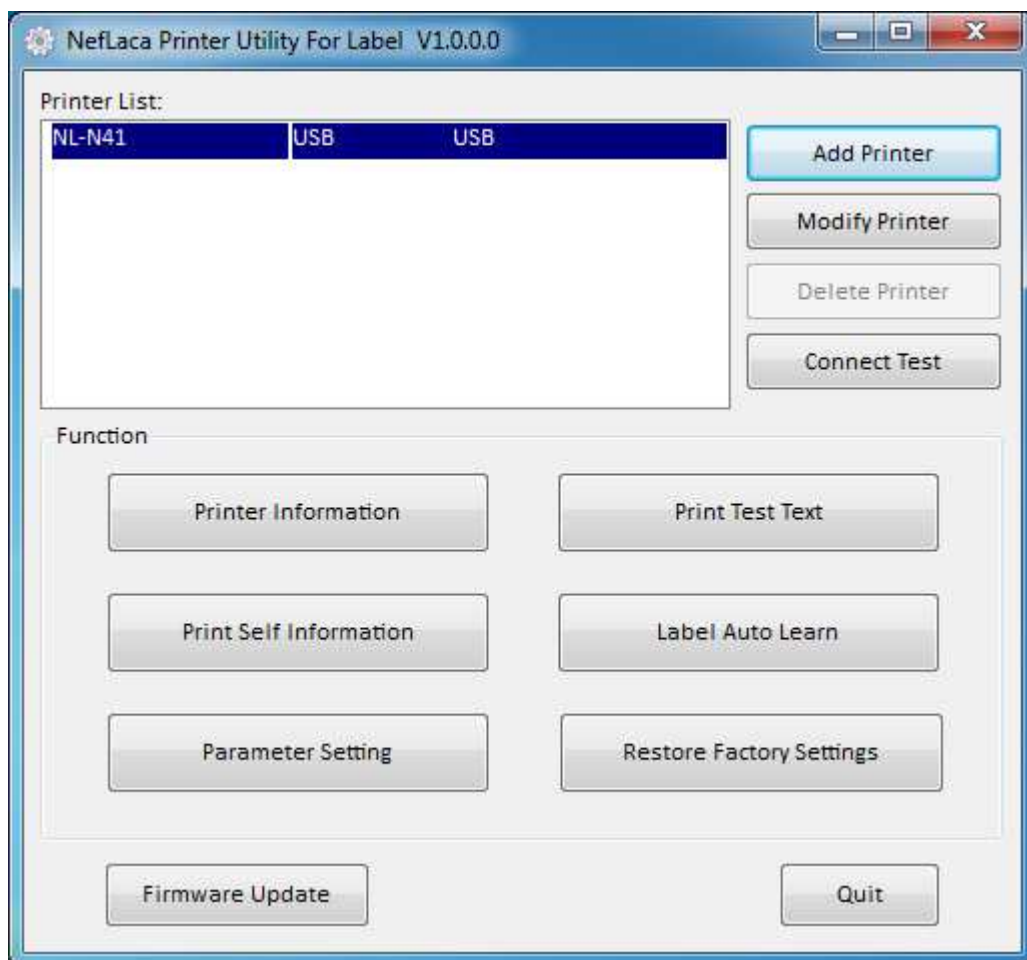 NefLaca Printer Utility For Label V1.0.0.0
Printer List:
NL-N41 USB USB
Add Printer
Modify Printer
Delete Printer
Connect Test
Function
Printer Information Print Test Text
Print Self Information Label Auto Learn
Parameter Setting Restore Factory Settings
Firmware Update Quit